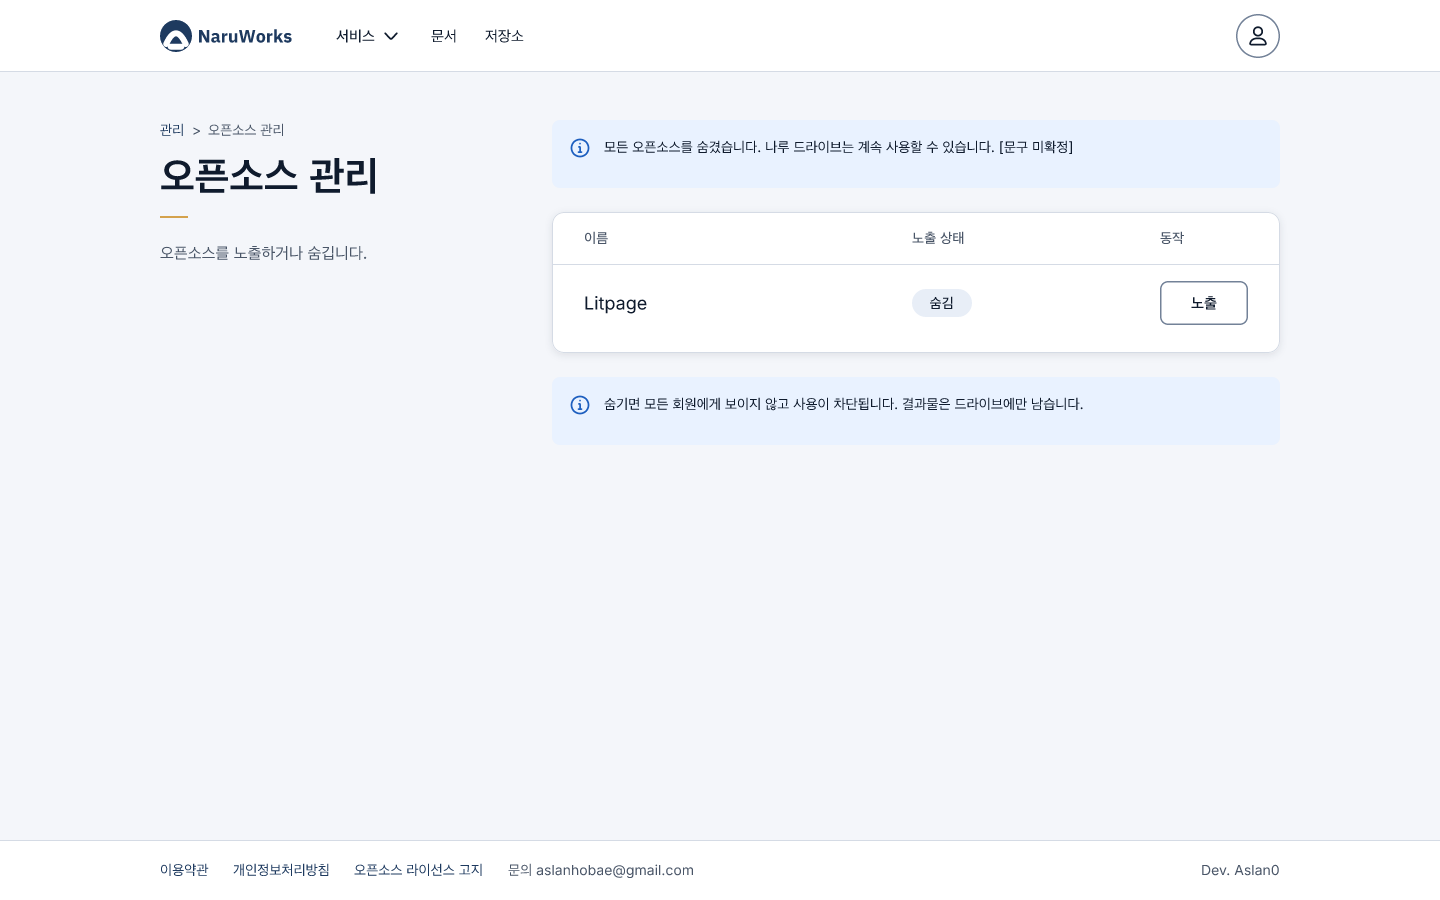 NaruWorks
서비스
문서
저장소
관리 > 오픈소스 관리
오픈소스 관리
오픈소스를 노출하거나 숨깁니다.
모든 오픈소스를 숨겼습니다. 나루 드라이브는 계속 사용할 수 있습니다. [문구 미확정]
이름 노출 상태 동작
Litpage 숨김 노출
숨기면 모든 회원에게 보이지 않고 사용이 차단됩니다. 결과물은 드라이브에만 남습니다.
이용약관 개인정보처리방침 오픈소스 라이선스 고지 문의 aslanhobae@gmail.com Dev. Aslan0